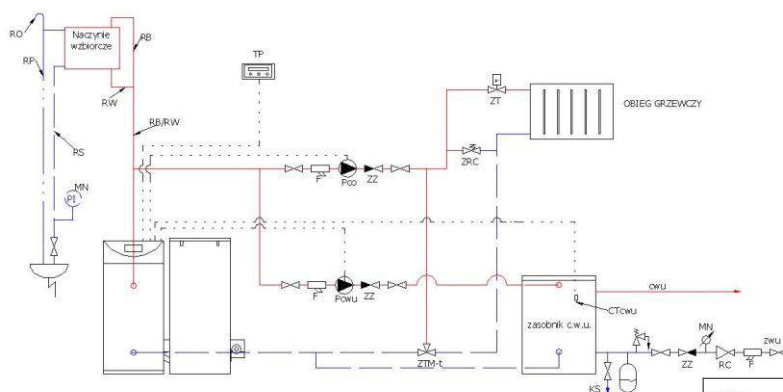 RO
Naczynie
wzbiorcze
RB
RP
TP
RW
ZT
OBIEG GRZEWCZY
RB/RW
RS
ZRC
F
Pco
ZZ
MN
PI
F
Pcwu
ZZ
cwu
CTcwu
zasobnik c.w.u.
MN
zwu
ZTM-t
ZZ
RC
F
KS